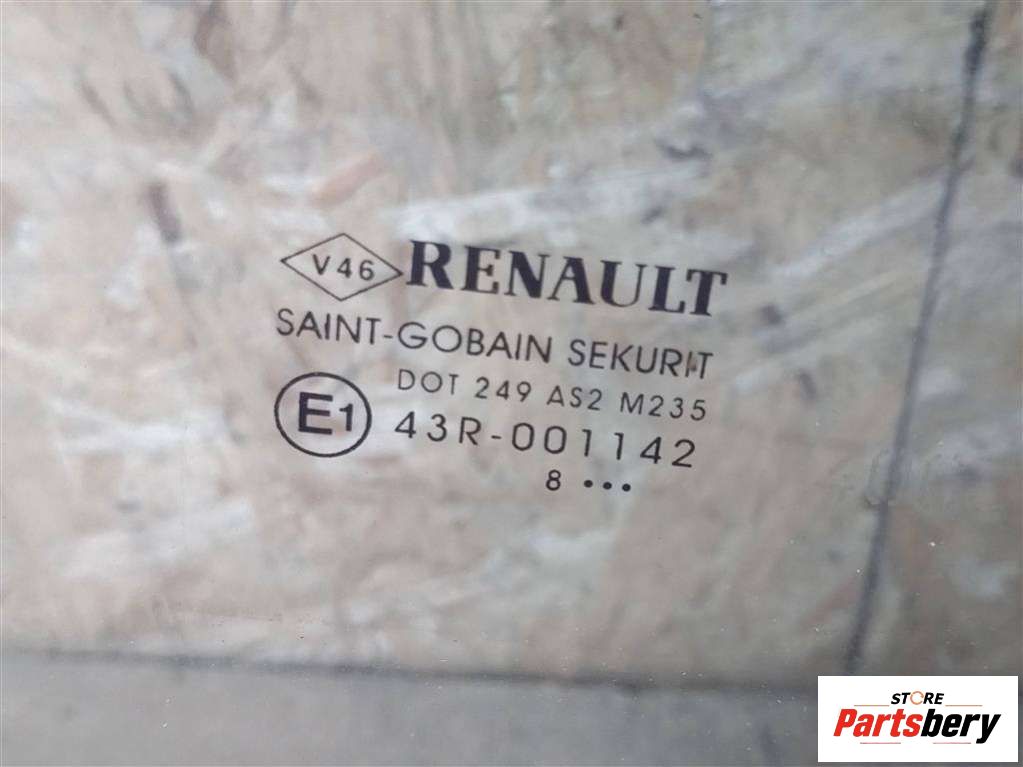 V46 RENAULT
SAINT-GOBAIN SEKURIT
DOT 249 AS2 M235
E1 43R-001142
8 •••
STORE
Partsbery